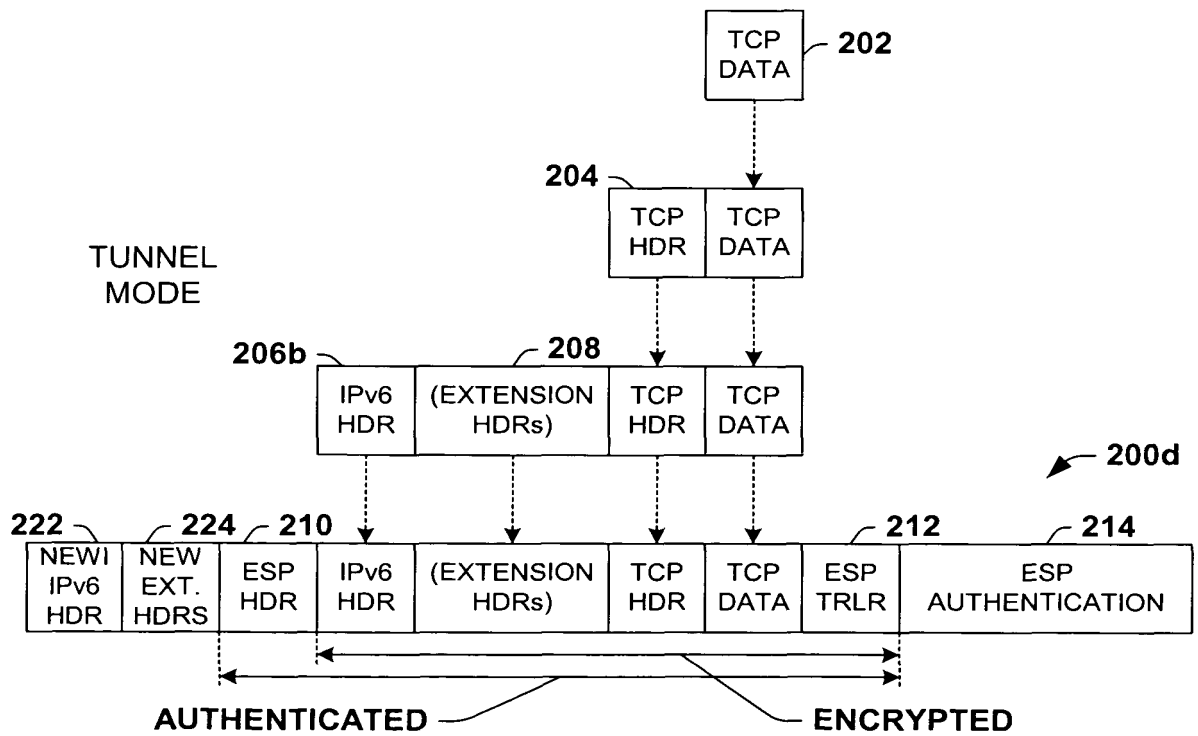 TCP
DATA
202
204
TCP
HDR
TCP
DATA
TUNNEL
MODE
206b
208
IPv6
HDR
(EXTENSION
HDRs)
TCP
HDR
TCP
DATA
200d
222
224
210
212
214
NEWI
IPv6
HDR
NEW
EXT.
HDRS
ESP
HDR
IPv6
HDR
(EXTENSION
HDRs)
TCP
HDR
TCP
DATA
ESP
TRLR
ESP
AUTHENTICATION
AUTHENTICATED
ENCRYPTED